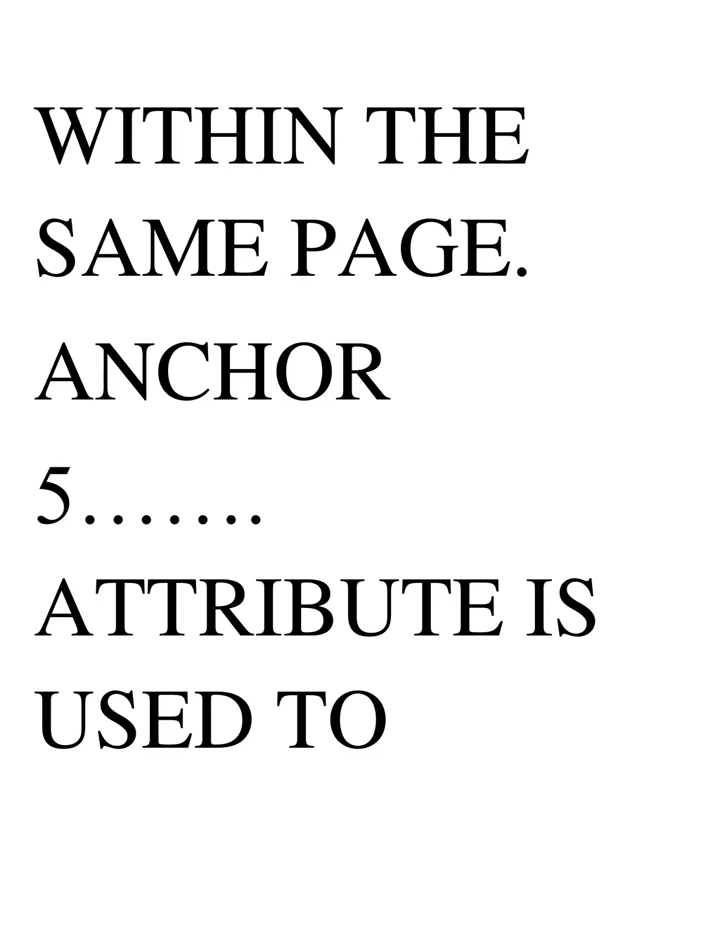 WITHIN THE
SAME PAGE.
ANCHOR
5…….
ATTRIBUTE IS
USED TO